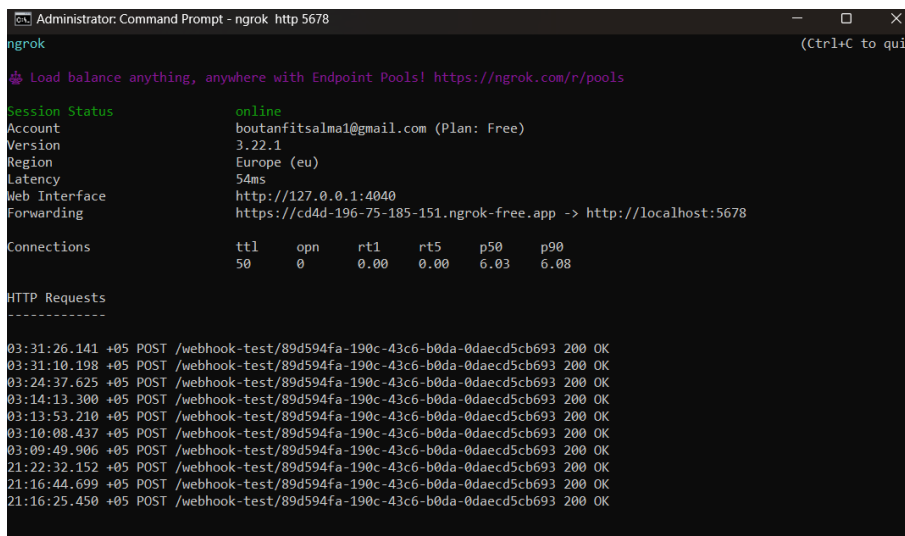 Administrator: Command Prompt - ngrok http 5678
ngrok (Ctrl+C to qui
Load balance anything, anywhere with Endpoint Pools! https://ngrok.com/r/pools
Session Status online
Account boutanfitsalma1@gmail.com (Plan: Free)
Version 3.22.1
Region Europe (eu)
Latency 54ms
Web Interface http://127.0.0.1:4040
Forwarding https://cd4d-196-75-185-151.ngrok-free.app -> http://localhost:5678
Connections ttl opn rt1 rt5 p50 p90
50 0 0.00 0.00 6.03 6.08
HTTP Requests
-------------
03:31:26.141 +05 POST /webhook-test/89d594fa-190c-43c6-b0da-0daecd5cb693 200 OK
03:31:10.198 +05 POST /webhook-test/89d594fa-190c-43c6-b0da-0daecd5cb693 200 OK
03:24:37.625 +05 POST /webhook-test/89d594fa-190c-43c6-b0da-0daecd5cb693 200 OK
03:14:13.300 +05 POST /webhook-test/89d594fa-190c-43c6-b0da-0daecd5cb693 200 OK
03:13:53.210 +05 POST /webhook-test/89d594fa-190c-43c6-b0da-0daecd5cb693 200 OK
03:10:08.437 +05 POST /webhook-test/89d594fa-190c-43c6-b0da-0daecd5cb693 200 OK
03:09:49.906 +05 POST /webhook-test/89d594fa-190c-43c6-b0da-0daecd5cb693 200 OK
21:22:32.152 +05 POST /webhook-test/89d594fa-190c-43c6-b0da-0daecd5cb693 200 OK
21:16:44.699 +05 POST /webhook-test/89d594fa-190c-43c6-b0da-0daecd5cb693 200 OK
21:16:25.450 +05 POST /webhook-test/89d594fa-190c-43c6-b0da-0daecd5cb693 200 OK